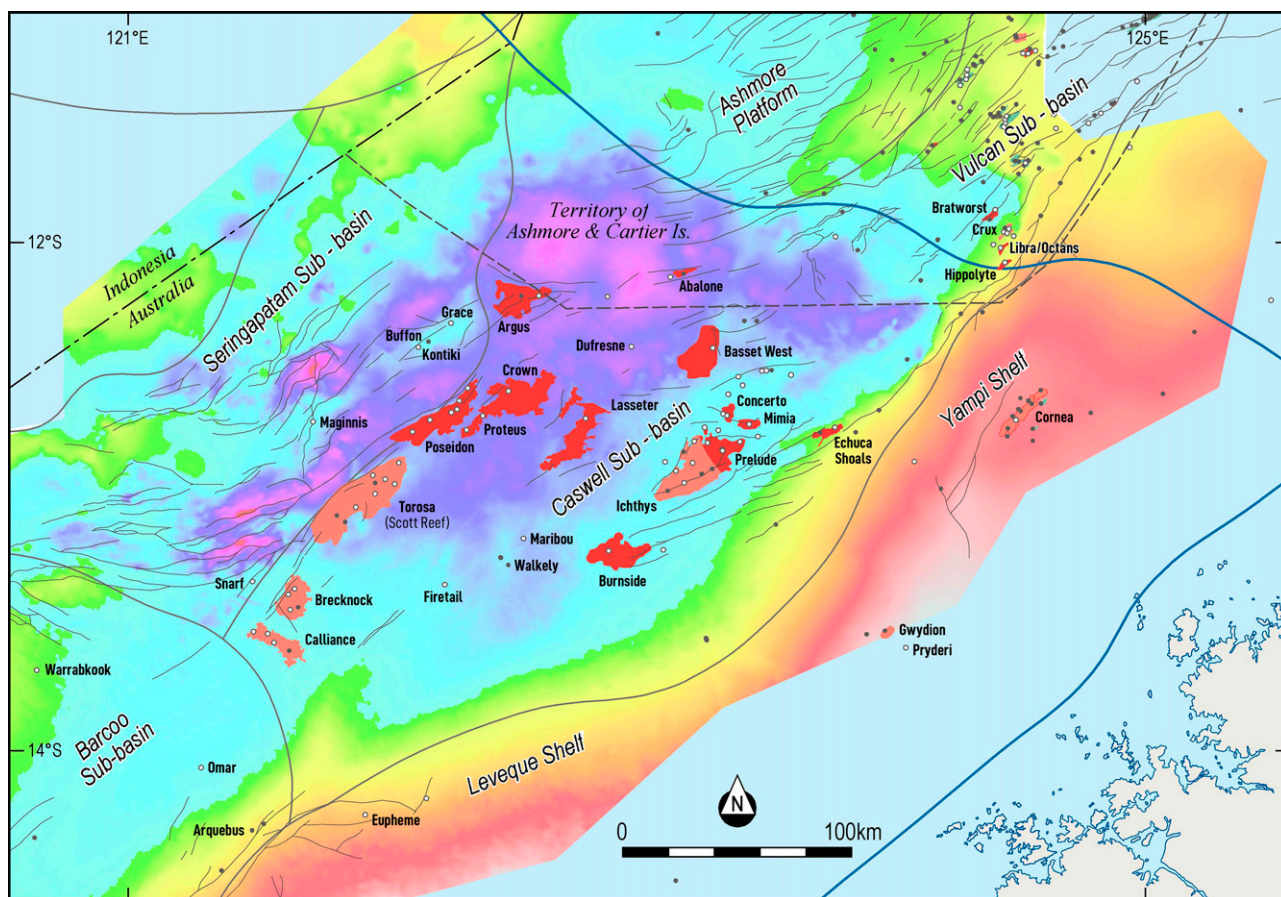 121°E
125°E
Ashmore
Platform
Vulcan Sub - basin
Bratworst
Territory of
Ashmore & Cartier Is.
Crux
12°S
Libra/Octans
Hippolyte
Indonesia
Australia
Seringapatam Sub - basin
Abalone
Grace
Argus
Buffon
Kontiki
Dufresne
Basset West
Crown
Yampi Shelf
Concerto
Lasseter
Mimia
Cornea
Maginnis
Proteus
Poseidon
Caswell Sub - basin
Echuca
Shoals
Prelude
Ichthys
Torosa
(Scott Reef)
Maribou
Walkely
Burnside
Snarf
Firetail
Brecknock
Calliance
Gwydion
Pryderi
Warrabkook
Barcoo
Sub-basin
14°S
Leveque Shelf
Omar
N
Arquebus
Eupheme
0
100km